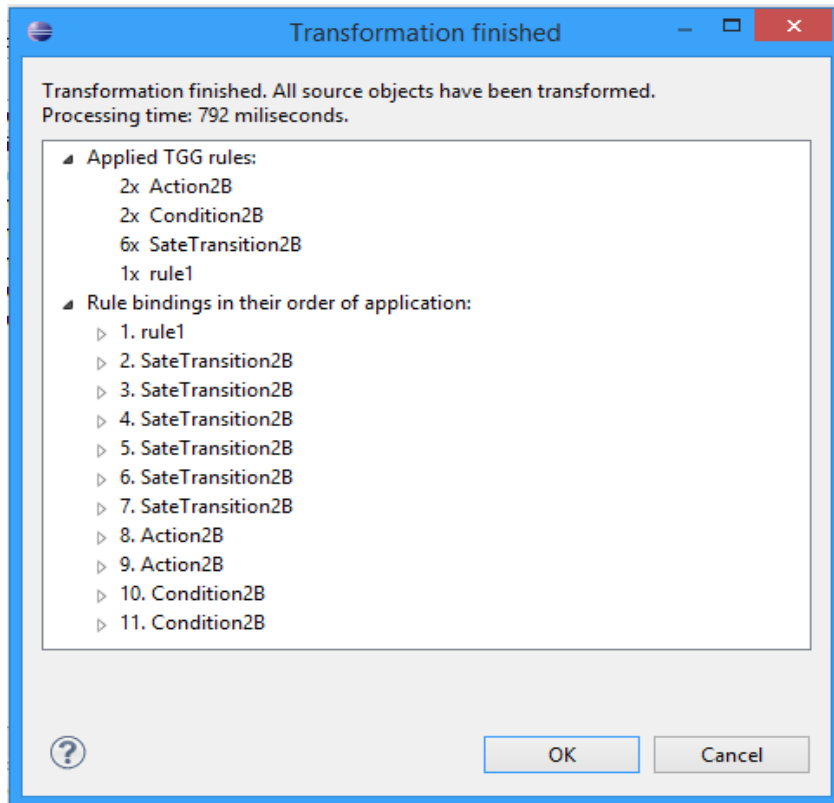 Transformation finished
Transformation finished. All source objects have been transformed.
Processing time: 792 miliseconds.
Applied TGG rules:
2x Action2B
2x Condition2B
6x SateTransition2B
1x rule1
Rule bindings in their order of application:
1. rule1
2. SateTransition2B
3. SateTransition2B
4. SateTransition2B
5. SateTransition2B
6. SateTransition2B
7. SateTransition2B
8. Action2B
9. Action2B
10. Condition2B
11. Condition2B
?
OK
Cancel